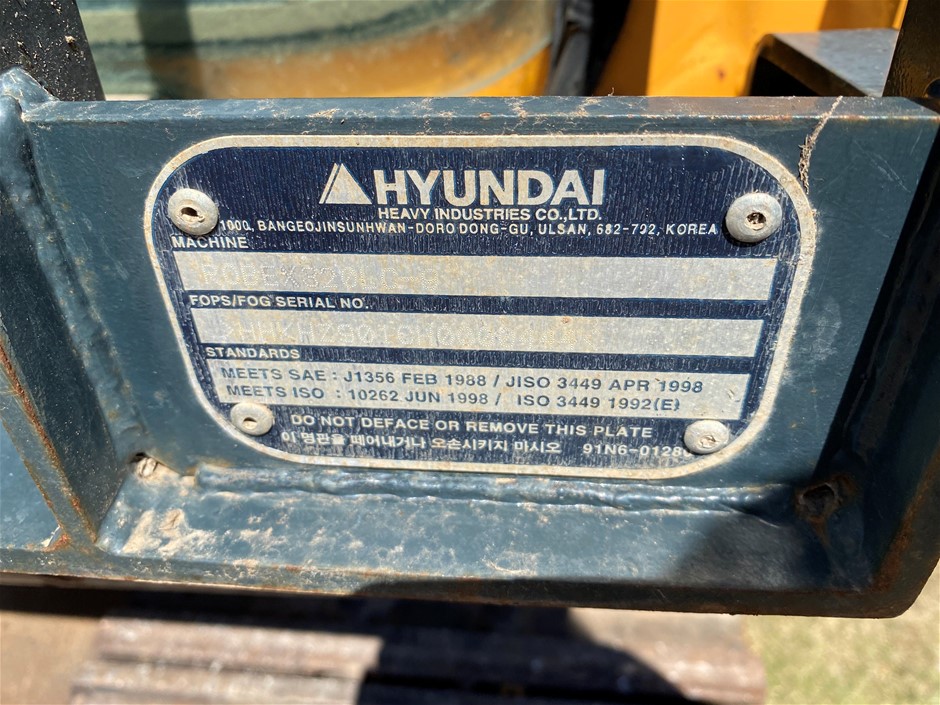 HYUNDAI
HEAVY INDUSTRIES CO.,LTD.
1000, BANGEOJINSUNHWAN-DORO DONG-GU, ULSAN, 682-792, KOREA
MACHINE
FOPS/FOG SERIAL NO.
STANDARDS
MEETS SAE : J1356 FEB 1988 / JISO 3449 APR 1998
MEETS ISO : 10262 JUN 1998 / ISO 3449 1992(E)
DO NOT DEFACE OR REMOVE THIS PLATE
이 명판을 떼어내거나 오손시키지 마시오